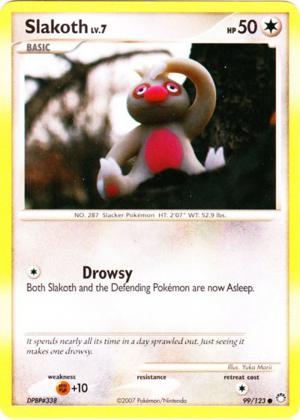 Slakoth LV.7 HP 50
BASIC
NO. 287 Slacker Pokémon HT: 2'07" WT: 52.9 lbs.
Drowsy
Both Slakoth and the Defending Pokémon are now Asleep.
It spends nearly all its time in a day sprawled out. Just seeing it
makes one drowsy.
Illus. Yuka Morii
weakness resistance retreat cost
+10
DPBP#338 ©2007 Pokémon/Nintendo 99/123